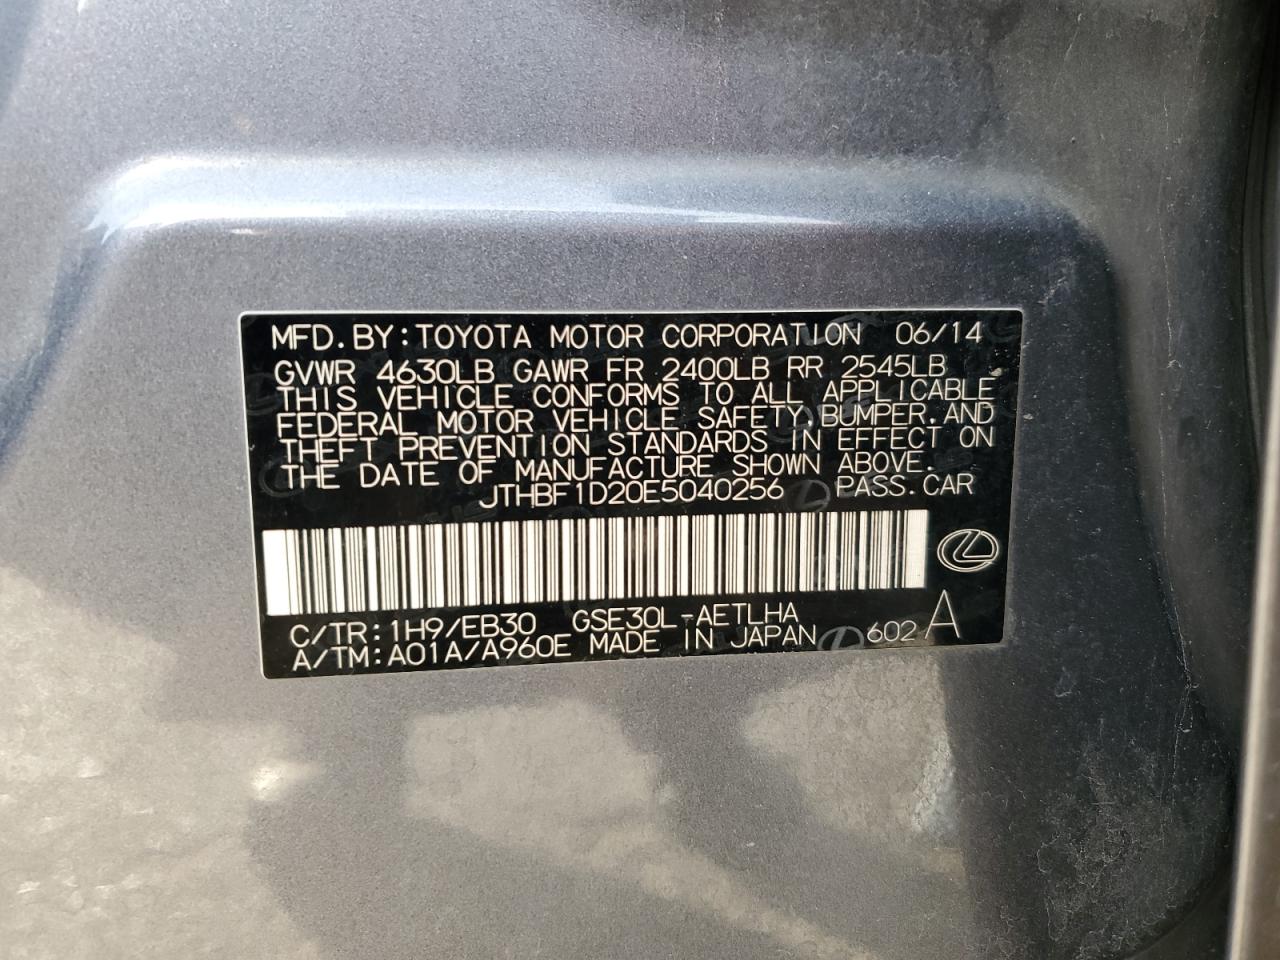 MFD.BY:TOYOTA MOTOR CORPORATION 06/14
GVWR 4630LB GAWR FR 2400LB RR 2545LB
THIS VEHICLE CONFORMS TO ALL APPLICABLE
FEDERAL MOTOR VEHICLE SAFETY,BUMPER,AND
THEFT PREVENTION STANDARDS IN EFFECT ON
THE DATE OF MANUFACTURE SHOWN ABOVE.
JTHBF1D20E5040256 PASS.CAR
C/TR:1H9/EB30 GSE30L-AETLHA
A/TM:A01A/A960E MADE IN JAPAN 602 A